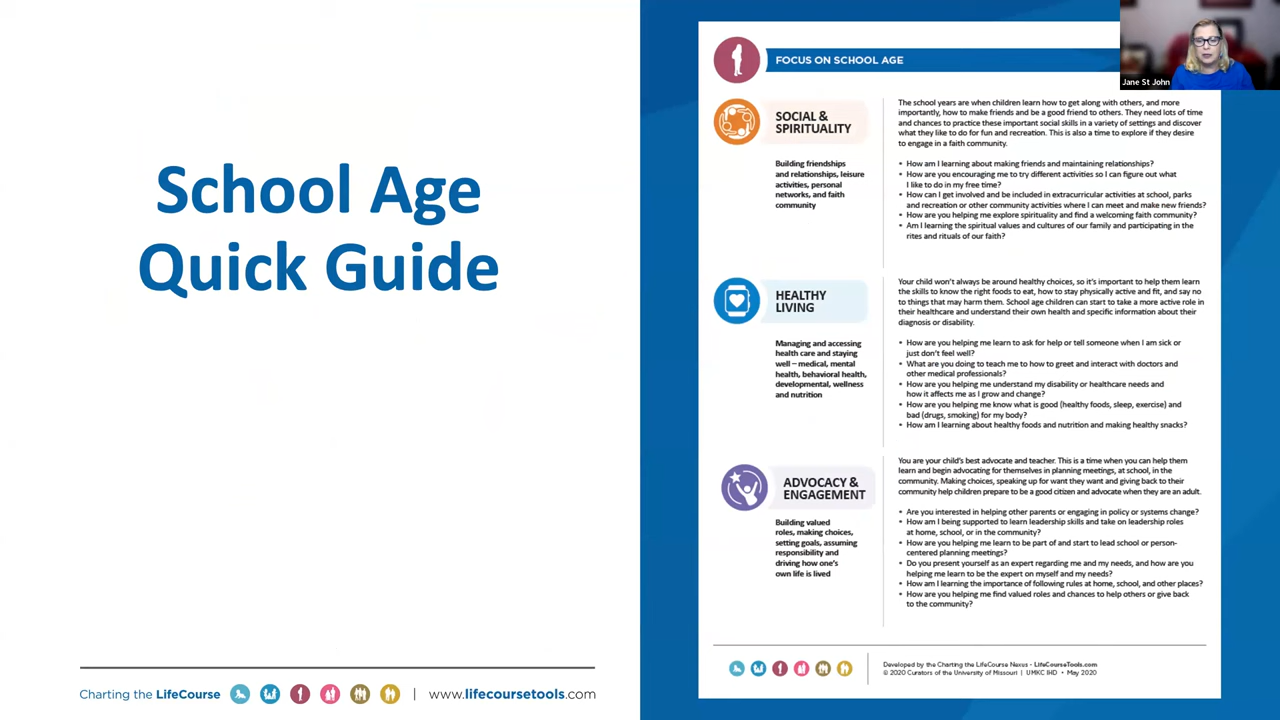 School Age
Quick Guide
Charting the LifeCourse
| www.lifecoursetools.com
FOCUS ON SCHOOL AGE
Jane St John
SOCIAL &
SPIRITUALITY
Building friendships
and relationships, leisure
activities, personal
networks, and faith
community
The school years are when children learn how to get along with others, and more
importantly, how to make friends and be a good friend to others. They need lots of time
and chances to practice these important social skills in a variety of settings and discover
what they like to do for fun and recreation. This is also a time to explore if they desire
to engage in a faith community.
• How am I learning about making friends and maintaining relationships?
• How are you encouraging me to try different activities so I can figure out what
I like to do in my free time?
• How can I get involved and be included in extracurricular activities at school, parks
and recreation or other community activities where I can meet and make new friends?
• How are you helping me explore spirituality and find a welcoming faith community?
• Am I learning the spiritual values and cultures of our family and participating in the
rites and rituals of our faith?
HEALTHY
LIVING
Managing and accessing
health care and staying
well – medical, mental
health, behavioral health,
developmental, wellness
and nutrition
Your child won't always be around healthy choices, so it's important to help them learn
the skills to know the right foods to eat, how to stay physically active and fit, and say no
to things that may harm them. School age children can start to take a more active role in
their healthcare and understand their own health and specific information about their
diagnosis or disability.
• How are you helping me learn to ask for help or tell someone when I am sick or
just don't feel well?
• What are you doing to teach me to how to greet and interact with doctors and
other medical professionals?
• How are you helping me understand my disability or healthcare needs and
how it affects me as I grow and change?
• How are you helping me know what is good (healthy foods, sleep, exercise) and
bad (drugs, smoking) for my body?
• How am I learning about healthy foods and nutrition and making healthy snacks?
ADVOCACY &
ENGAGEMENT
Building valued
roles, making choices,
setting goals, assuming
responsibility and
driving how one's
own life is lived
You are your child's best advocate and teacher. This is a time when you can help them
learn and begin advocating for themselves in planning meetings, at school, in the
community. Making choices, speaking up for want they want and giving back to their
community help children prepare to be a good citizen and advocate when they are an adult.
• Are you interested in helping other parents or engaging in policy or systems change?
• How am I being supported to learn leadership skills and take on leadership roles
at home, school, or in the community?
• How are you helping me learn to be part of and start to lead school or person-
centered planning meetings?
• Do you present yourself as an expert regarding me and my needs, and how are you
helping me learn to be the expert on myself and my needs?
• How am I learning the importance of following rules at home, school, and other places?
• How are you helping me find valued roles and chances to help others or give back
to the community?
Developed by the Charting the LifeCourse Nexus - LifeCourseTools.com
© 2020 Curators of the University of Missouri | UMKC IHD • May 2020